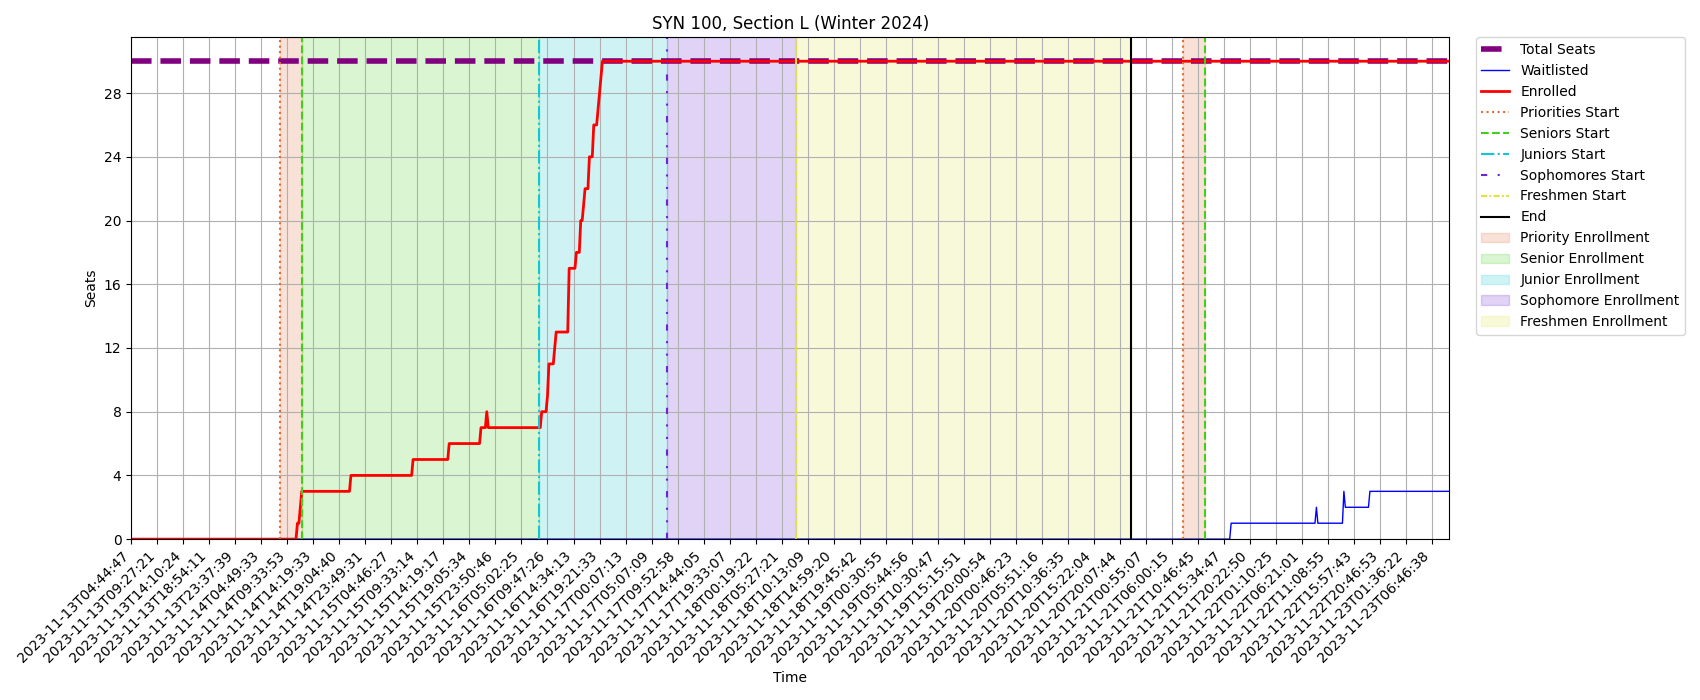 SYN 100, Section L (Winter 2024)
Total Seats
Waitlisted
Enrolled
Priorities Start
Seniors Start
Juniors Start
Sophomores Start
Freshmen Start
End
Priority Enrollment
Senior Enrollment
Junior Enrollment
Sophomore Enrollment
Freshmen Enrollment
Seats
28
24
20
16
12
8
4
0
2023-11-13T04:44:47
2023-11-13T09:27:21
2023-11-13T14:10:24
2023-11-13T18:54:11
2023-11-13T23:37:39
2023-11-14T04:49:33
2023-11-14T09:33:53
2023-11-14T14:19:33
2023-11-14T19:04:40
2023-11-14T23:49:31
2023-11-15T04:46:27
2023-11-15T09:33:14
2023-11-15T14:19:17
2023-11-15T19:05:34
2023-11-15T23:50:46
2023-11-16T05:02:25
2023-11-16T09:47:26
2023-11-16T14:34:13
2023-11-16T19:21:33
2023-11-17T00:07:13
2023-11-17T05:07:09
2023-11-17T09:52:58
2023-11-17T14:44:05
2023-11-17T19:33:07
2023-11-18T00:19:22
2023-11-18T05:27:21
2023-11-18T10:13:09
2023-11-18T14:59:20
2023-11-18T19:45:42
2023-11-19T00:30:55
2023-11-19T05:44:56
2023-11-19T10:30:47
2023-11-19T15:15:51
2023-11-19T20:00:54
2023-11-20T00:46:23
2023-11-20T05:51:16
2023-11-20T10:36:35
2023-11-20T15:22:04
2023-11-20T20:07:44
2023-11-21T00:55:07
2023-11-21T06:00:15
2023-11-21T10:46:45
2023-11-21T15:34:47
2023-11-21T20:22:50
2023-11-22T01:10:25
2023-11-22T06:21:01
2023-11-22T11:08:55
2023-11-22T15:57:43
2023-11-22T20:46:53
2023-11-23T01:36:22
2023-11-23T06:46:38
Time